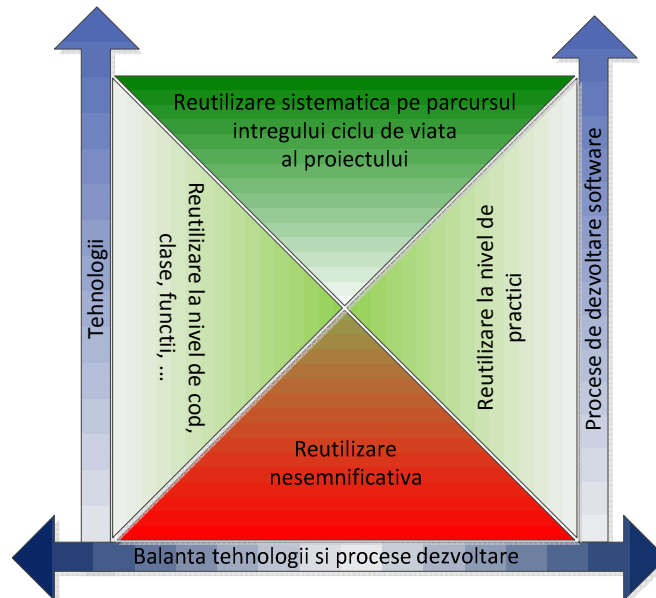 Reutilizare sistematica pe parcursul
intregului ciclu de viata
al proiectului
Tehnologii
Reutilizare la nivel de cod,
clase, functii, ...
Reutilizare la nivel de
practici
Procese de dezvoltare software
Reutilizare
nesemnificativa
Balanta tehnologii si procese dezvoltare